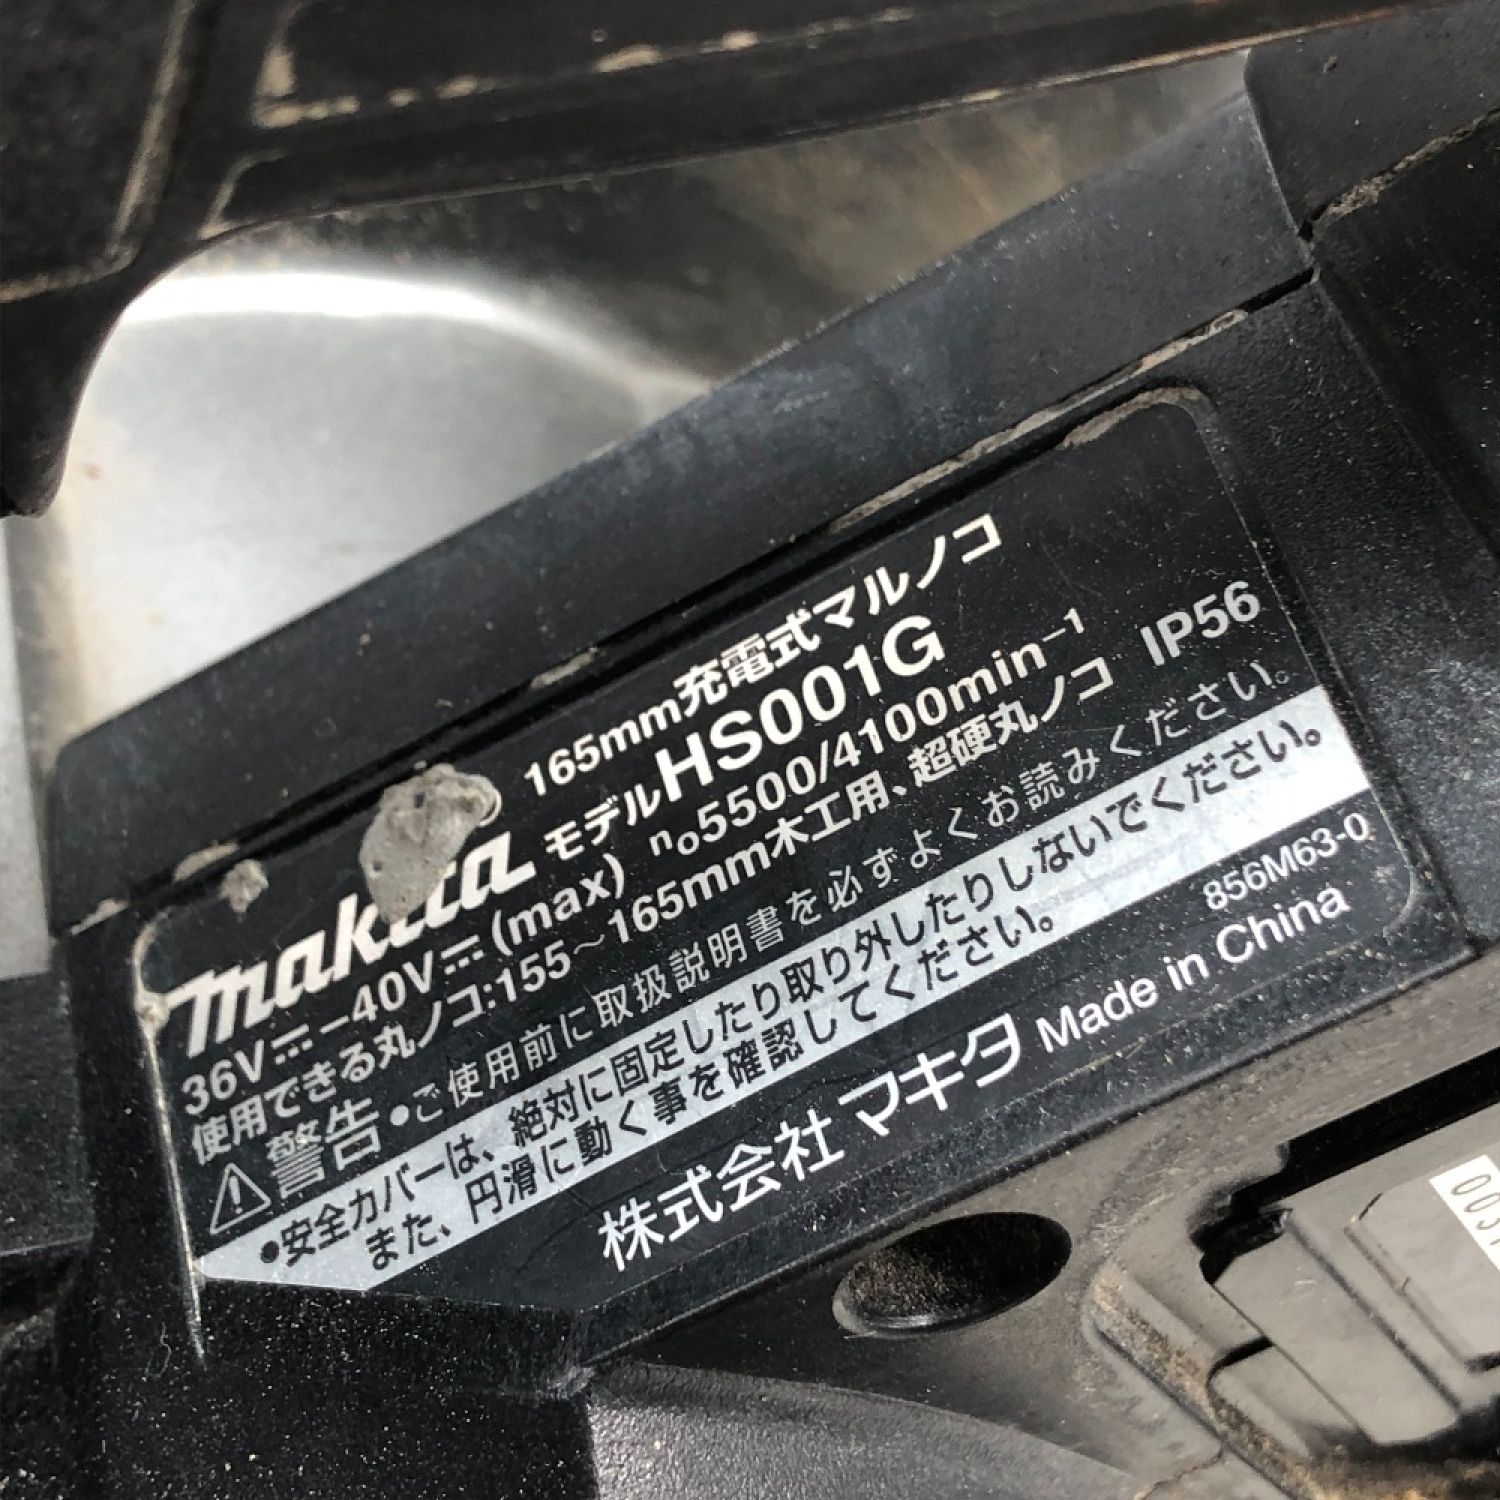 165mm充電式マルノコ
makita モデルHS001G
36V⎓–40V⎓(max) n₀5500/4100min⁻¹
使用できる丸ノコ:155～165mm木工用、超硬丸ノコ IP56
⚠警告 ●ご使用前に取扱説明書を必ずよくお読みください。
●安全カバーは、絶対に固定したり取り外したりしないでください。
また、円滑に動く事を確認してください。
856M63-0
株式会社マキタ Made in China